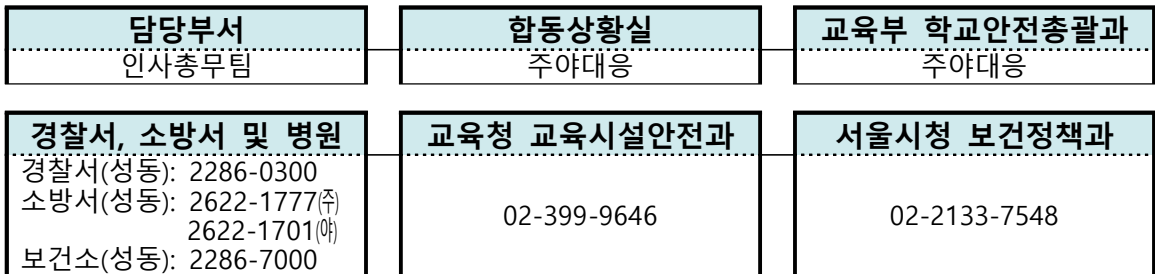 담당부서
합동상황실
교육부 학교안전총괄과
인사총무팀
주야대응
주야대응
경찰서, 소방서 및 병원
교육청 교육시설안전과
서울시청 보건정책과
경찰서(성동): 2286-0300
소방서(성동): 2622-1777(주)
2622-1701(야)
보건소(성동): 2286-7000
02-399-9646
02-2133-7548